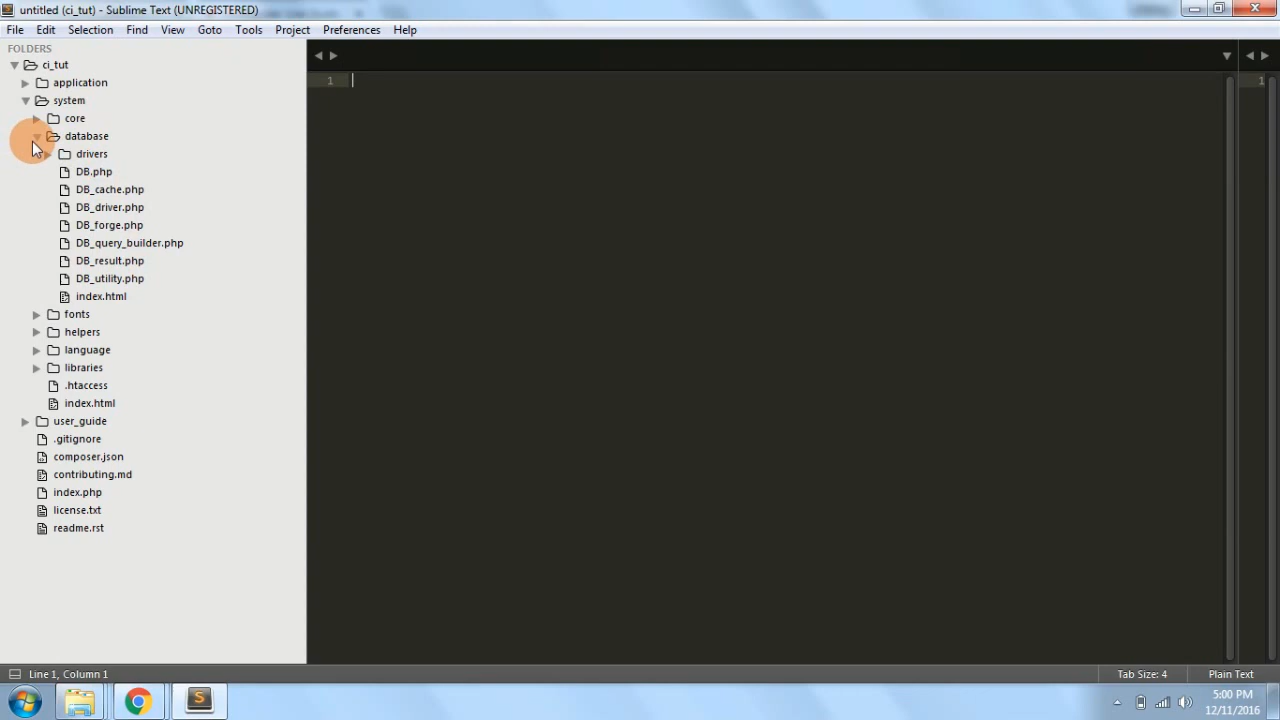 untitled (ci_tut) - Sublime Text (UNREGISTERED)
File Edit Selection Find View Goto Tools Project Preferences Help
FOLDERS
ci_tut
application
system
core
database
drivers
DB.php
DB_cache.php
DB_driver.php
DB_forge.php
DB_query_builder.php
DB_result.php
DB_utility.php
index.html
fonts
helpers
language
libraries
.htaccess
index.html
user_guide
.gitignore
composer.json
contributing.md
index.php
license.txt
readme.rst
1
1
Line 1, Column 1
Tab Size: 4
Plain Text
5:00 PM
12/11/2016